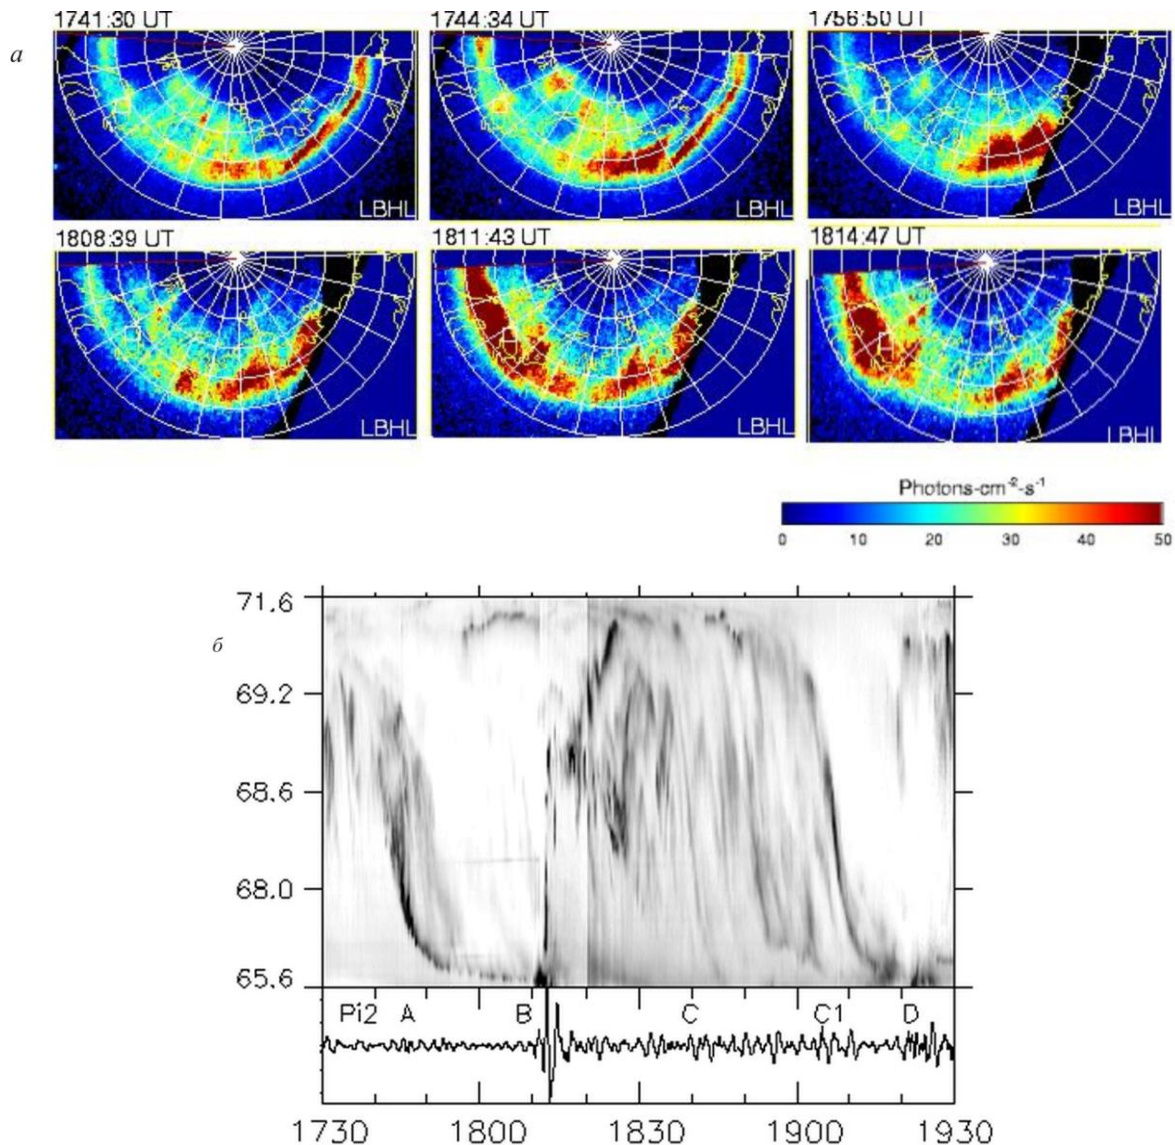 1741:30 UT 1744:34 UT 1756:50 UT
а
LBHL LBHL LBHL
1808:39 UT 1811:43 UT 1814:47 UT
LBHL LBHL LBHL
Photons-cm⁻²-s⁻¹
0 10 20 30 40 50
71.6
б
69.2
68.6
68.0
65.6
Pi2 A B C C1 D
1730 1800 1830 1900 1930